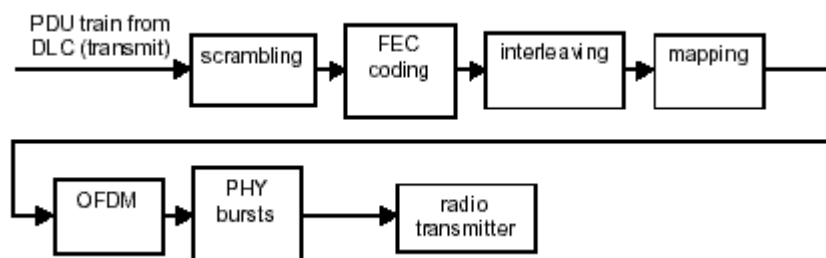 PDU train from
DLC (transmit)
scrambling
FEC
coding
interleaving
mapping
OFDM
PHY
bursts
radio
transmitter